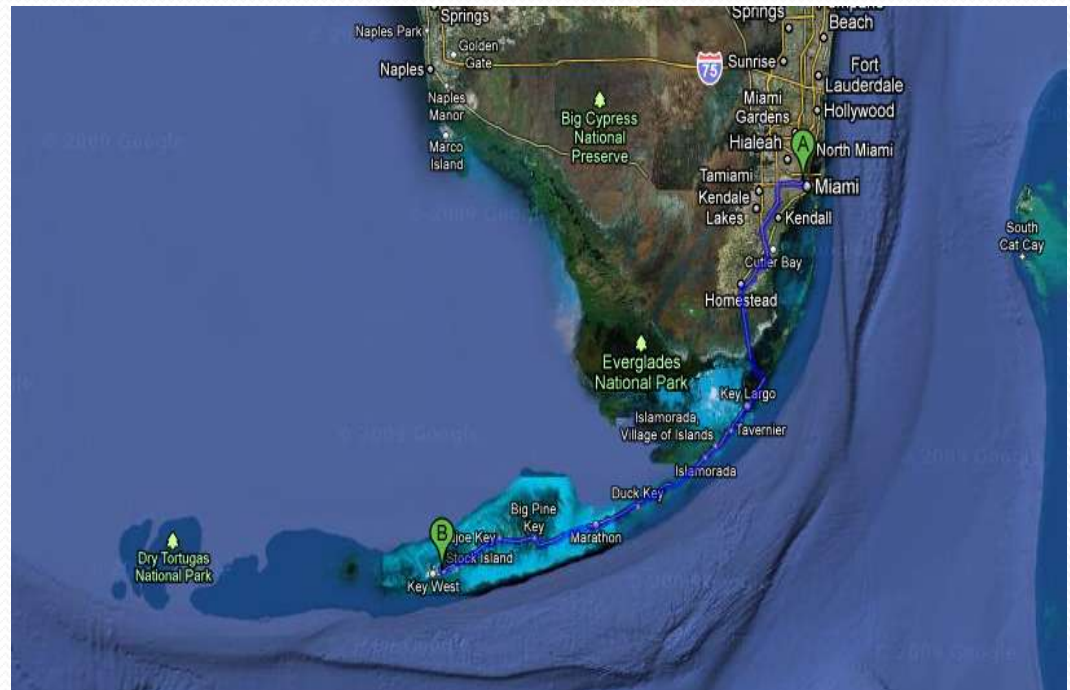 Springs
Naples Park
Golden
Gate
Naples
Naples
Manor
Marco
Island
Big Cypress
National
Preserve
75
Springs
Beach
Sunrise
Fort
Lauderdale
Miami
Gardens
Hollywood
Hialeah
A
North Miami
Tamiami
Miami
Kendale
Lakes
Kendall
Cutler Bay
Homestead
South
Cat Cay
Everglades
National Park
Key Largo
Islamorada,
Village of Islands
Tavernier
Islamorada
Duck Key
Big Pine
Key
Marathon
B
Key
Stock Island
Key West
Dry Tortugas
National Park
© 2009 Google
© 2009 Google
© 2009 Google
© 2009 Google
© 2009 Google